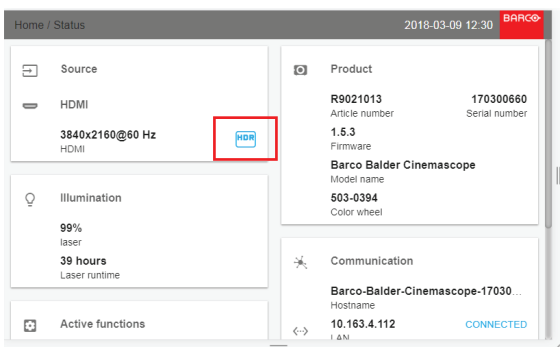 Home / Status
2018-03-09 12:30
BARCO
Source
HDMI
3840x2160@60 Hz
HDMI
HDR
Illumination
99%
laser
39 hours
Laser runtime
Active functions
Product
R9021013
170300660
Article number
Serial number
1.5.3
Firmware
Barco Balder Cinemascope
Model name
503-0394
Color wheel
Communication
Barco-Balder-Cinemascope-17030...
Hostname
10.163.4.112
CONNECTED
LAN